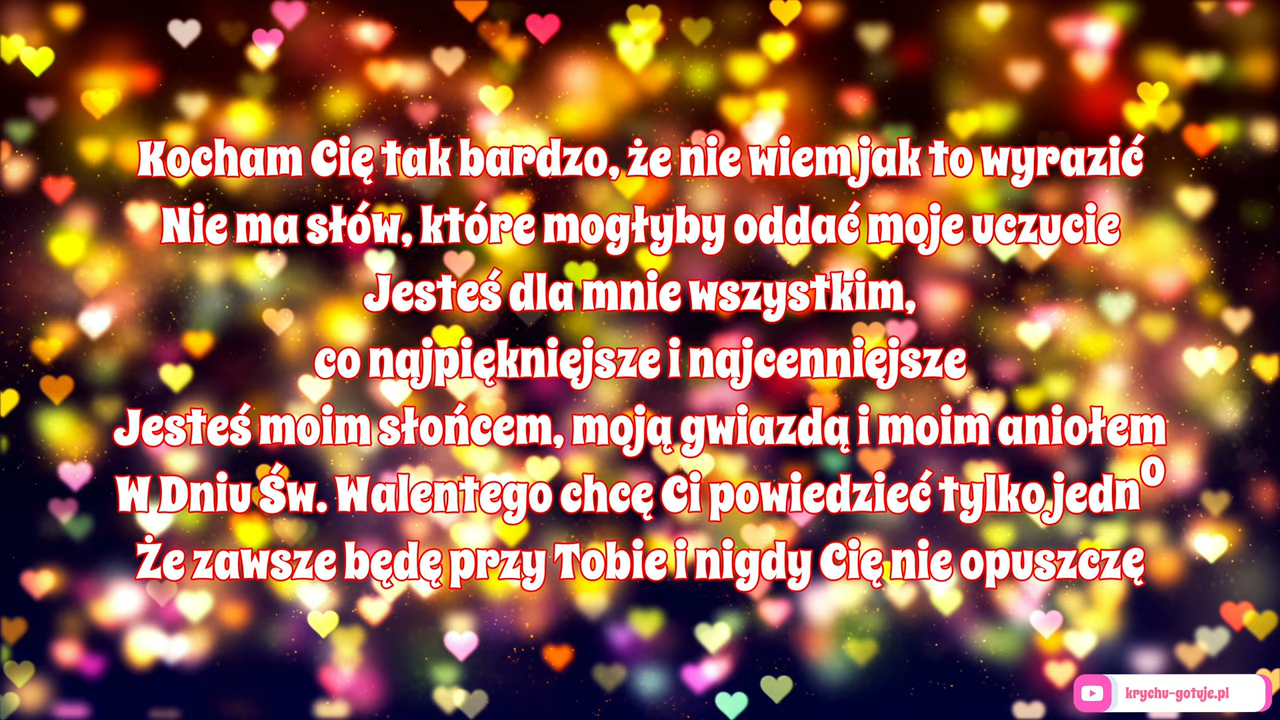 Kocham Cię tak bardzo, że nie wiem jak to wyrazić
Nie ma słów, które mogłyby oddać moje uczucie
Jesteś dla mnie wszystkim,
co najpiękniejsze i najcenniejsze
Jesteś moim słońcem, moją gwiazdą i moim aniołem
W Dniu Św. Walentego chcę Ci powiedzieć tylko jedno
Że zawsze będę przy Tobie i nigdy Cię nie opuszczę
krychu-gotuje.pl